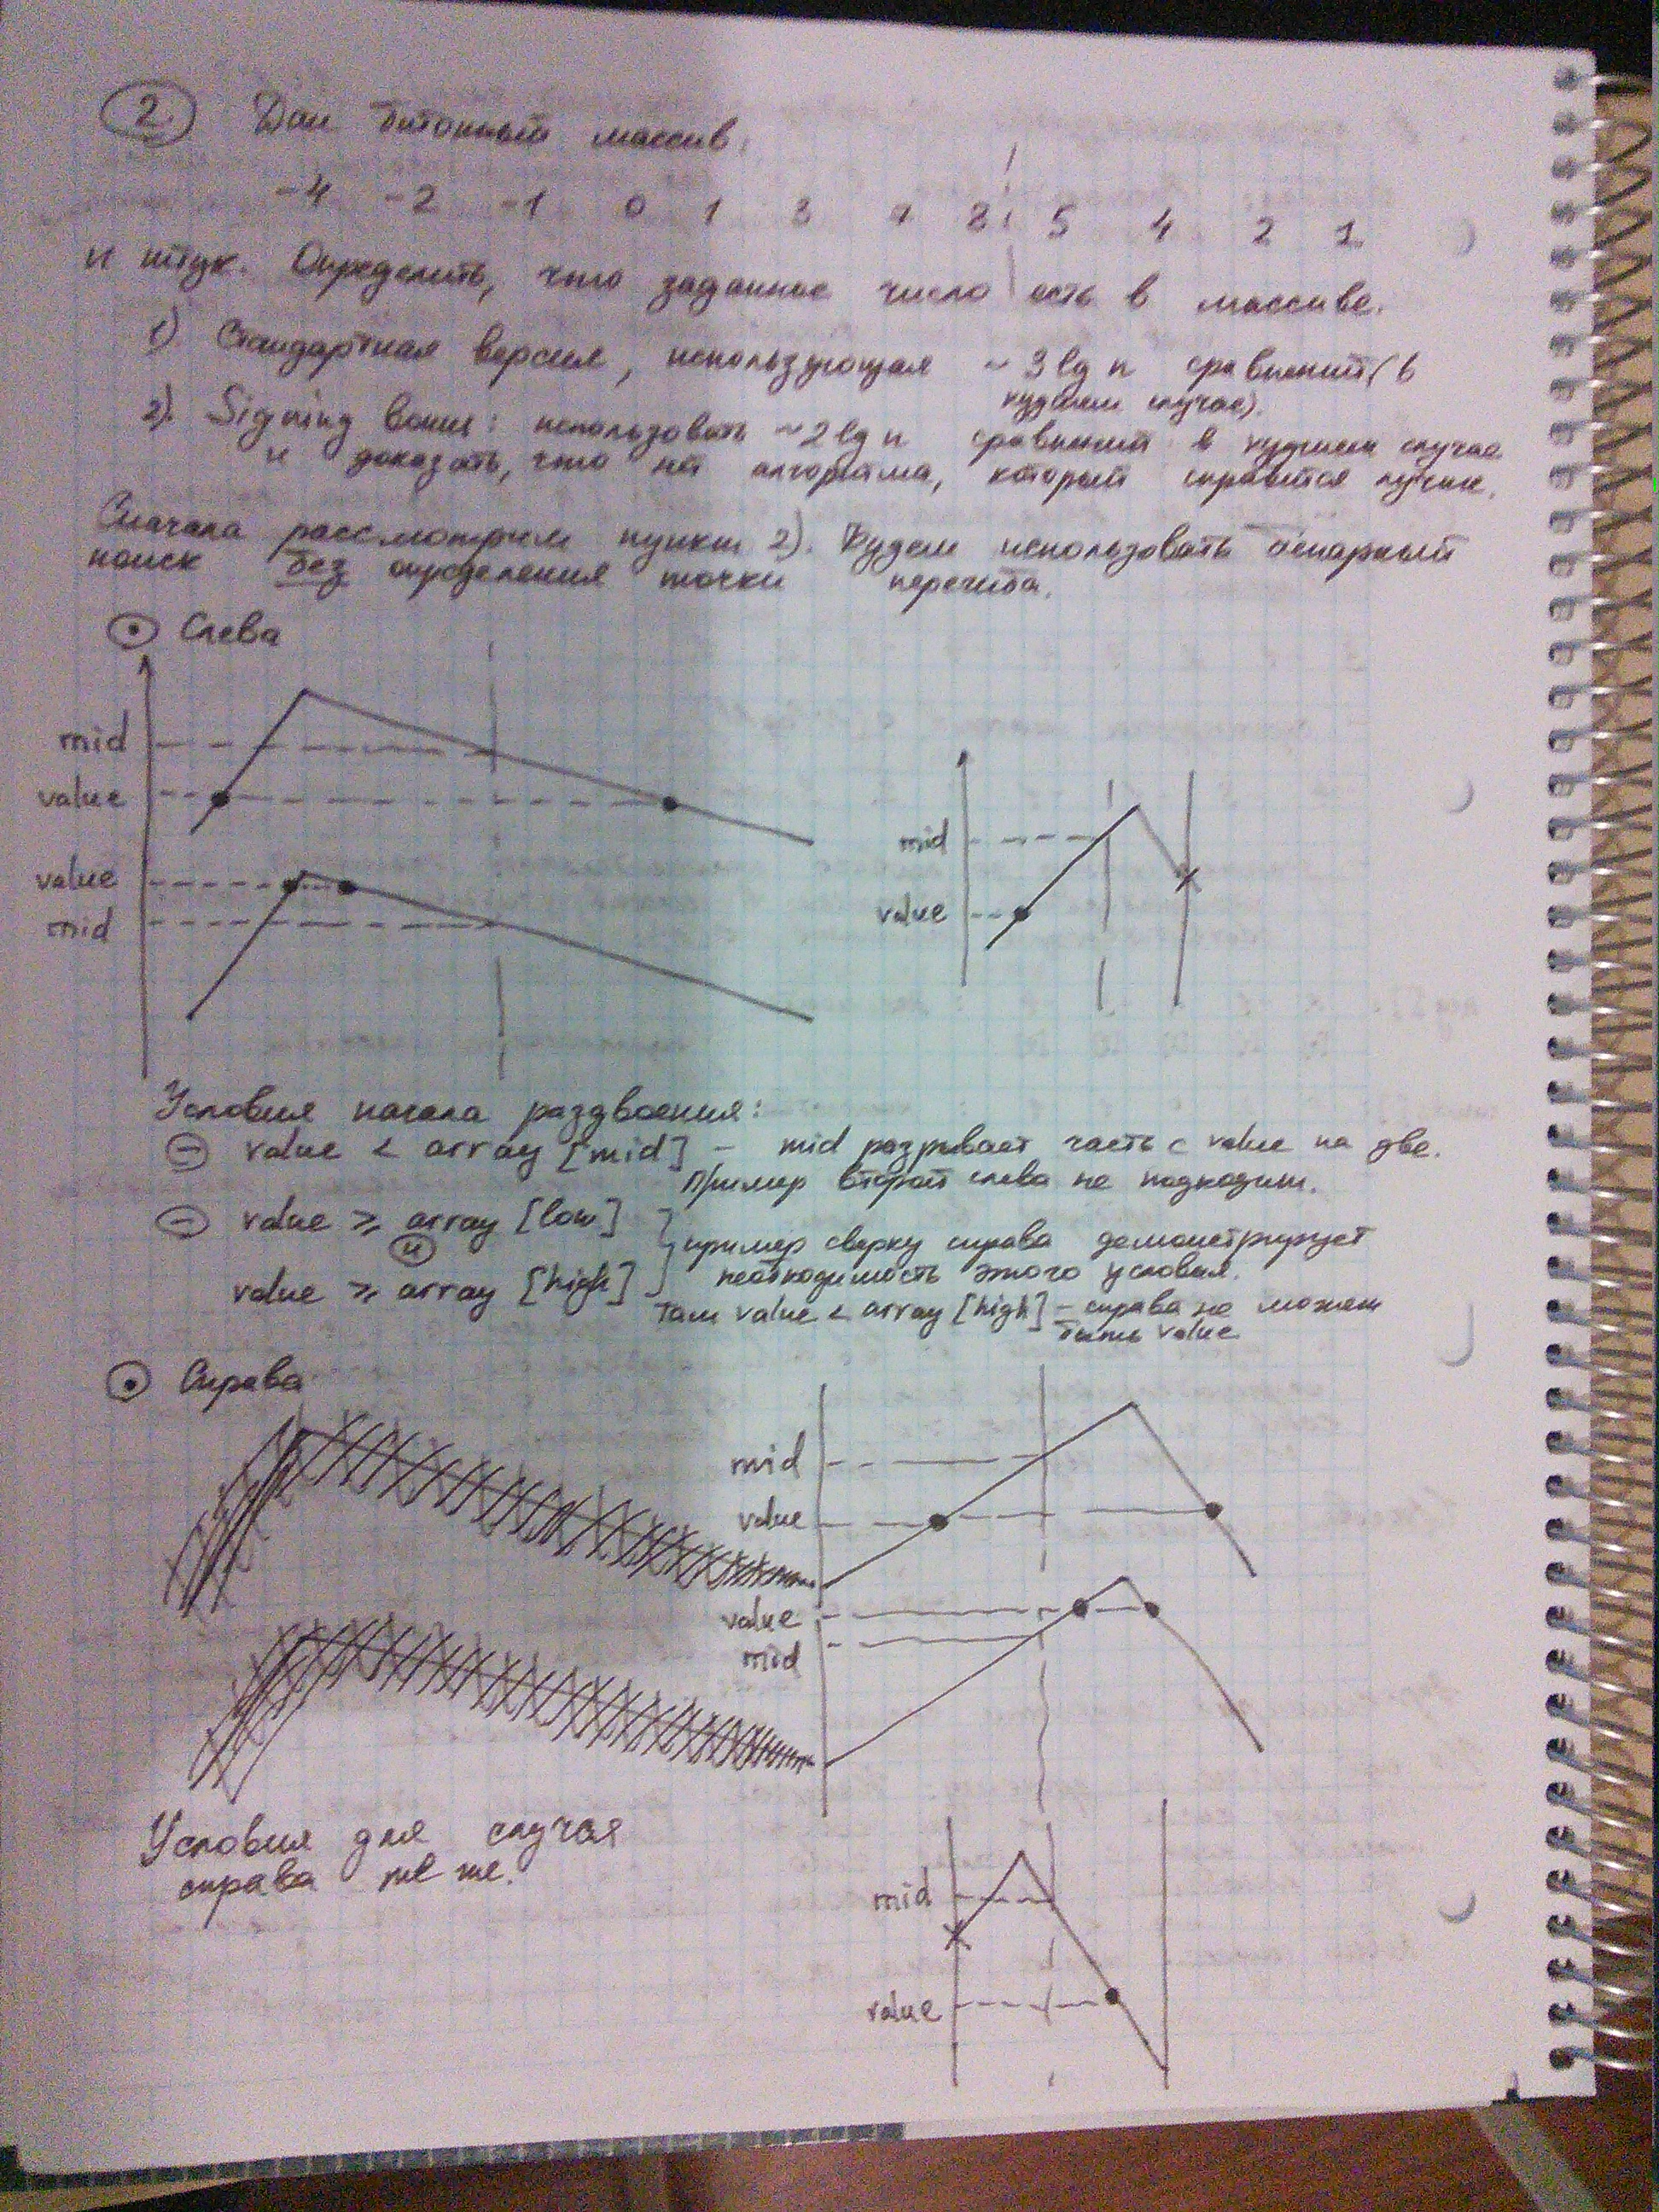 2. Дан битонный массив,
-4 -2 -1 0 1 3 7 8 5 4 2 1
n штук. Определить, что заданное число есть в массиве.
1) Стандартная версия, использующая ~ 3 lg n сравнений (в
худшем случае).
2). Signing bonus: использовать ~ 2 lg n сравнений в худшем случае
и доказать, что нет алгоритма, который справится лучше.
Сначала рассмотрим пункт 2). Будем использовать бинарный
поиск без определения точки перегиба.
Слева
mid
value
value
mid
mid
value
Условия начала раздвоения:
value < array [mid] - mid разрывает часть с value на две.
Пример второй слева не подходит.
value ⩾ array [low]
и
value ⩾ array [high]
пример сверху справа демонстрирует
необходимость этого условия.
Там value < array [high] - справа не может
быть value
Справа
mid
value
value
mid
Условия для случая
справа те же.
mid
value